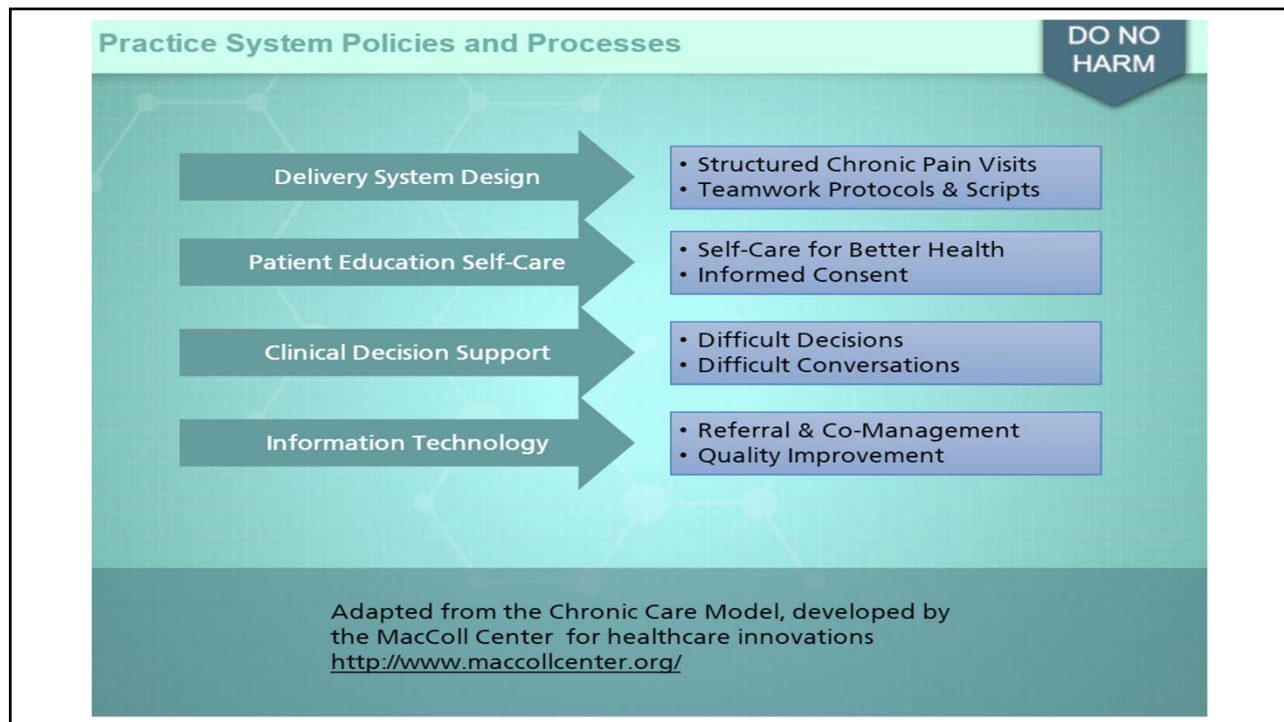 Practice System Policies and Processes
DO NO
HARM
Delivery System Design
• Structured Chronic Pain Visits
• Teamwork Protocols & Scripts
Patient Education Self-Care
• Self-Care for Better Health
• Informed Consent
Clinical Decision Support
• Difficult Decisions
• Difficult Conversations
Information Technology
• Referral & Co-Management
• Quality Improvement
Adapted from the Chronic Care Model, developed by
the MacColl Center for healthcare innovations
http://www.maccollcenter.org/